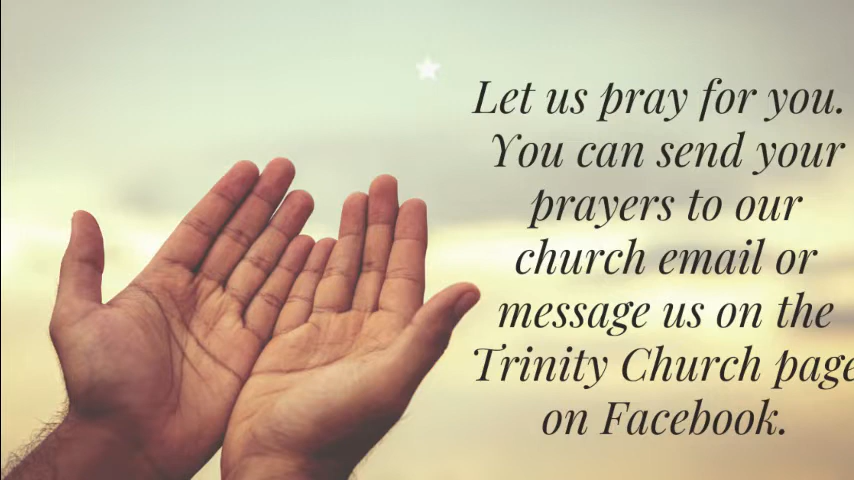 Let us pray for you.
You can send your
prayers to our
church email or
message us on the
Trinity Church page
on Facebook.